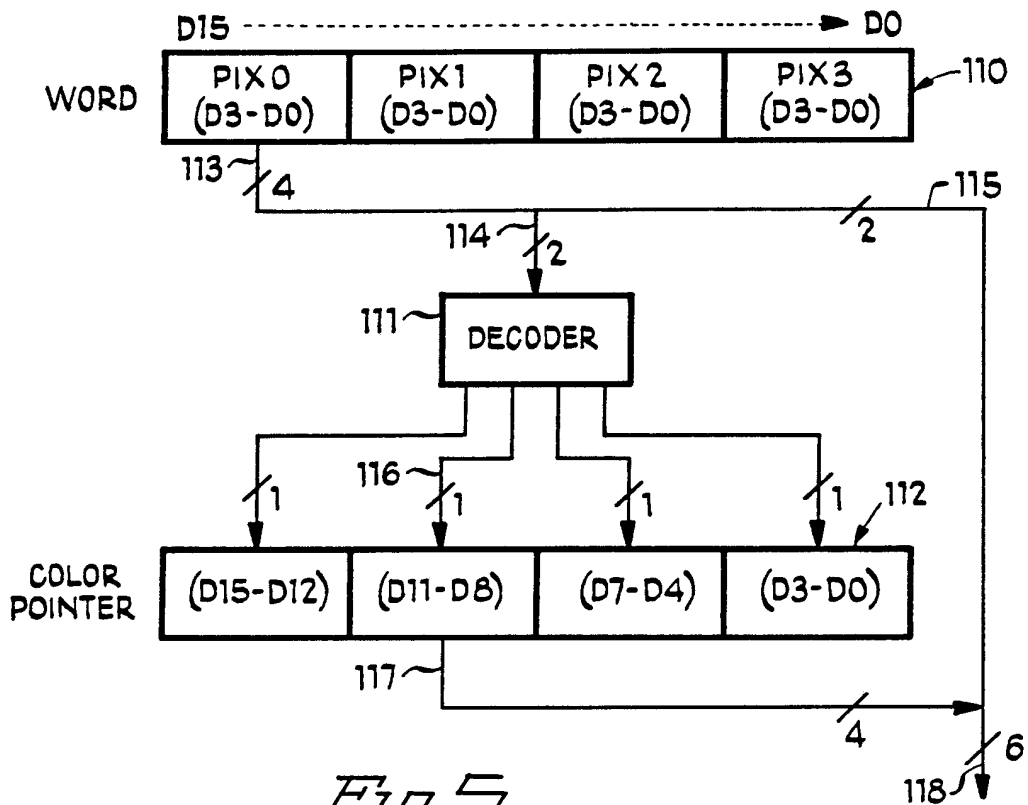 D15 D0
WORD PIX0 PIX1 PIX2 PIX3 110
(D3-D0) (D3-D0) (D3-D0) (D3-D0)
113 4
115
114 2 2
111 DECODER
116
1 1 1 1 112
COLOR POINTER (D15-D12) (D11-D8) (D7-D4) (D3-D0)
117
4
6
118
FIG. 5